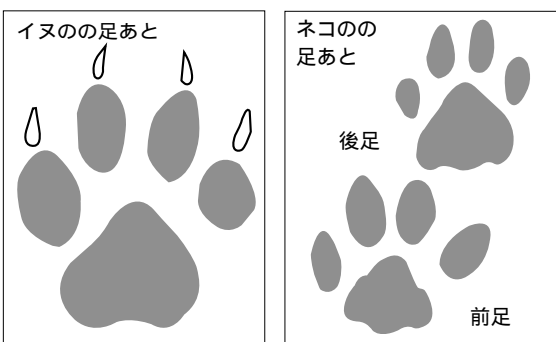 イヌのの足あと
ネコのの
足あと
後足
前足